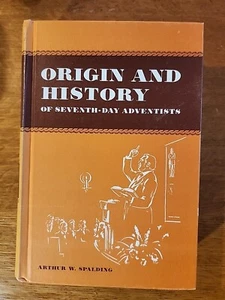 ORIGIN AND
HISTORY
OF SEVENTH-DAY ADVENTISTS
ARTHUR W. SPALDING